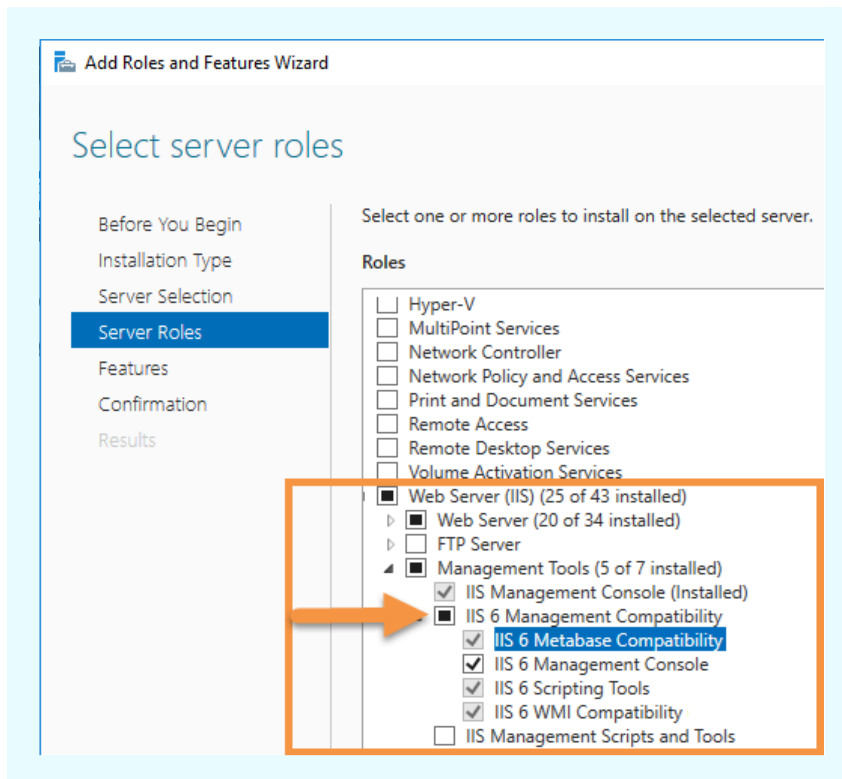 Add Roles and Features Wizard
Select server roles
Before You Begin
Installation Type
Server Selection
Server Roles
Features
Confirmation
Results
Select one or more roles to install on the selected server.
Roles
Hyper-V
MultiPoint Services
Network Controller
Network Policy and Access Services
Print and Document Services
Remote Access
Remote Desktop Services
Volume Activation Services
Web Server (IIS) (25 of 43 installed)
Web Server (20 of 34 installed)
FTP Server
Management Tools (5 of 7 installed)
IIS Management Console (Installed)
IIS 6 Management Compatibility
IIS 6 Metabase Compatibility
IIS 6 Management Console
IIS 6 Scripting Tools
IIS 6 WMI Compatibility
IIS Management Scripts and Tools